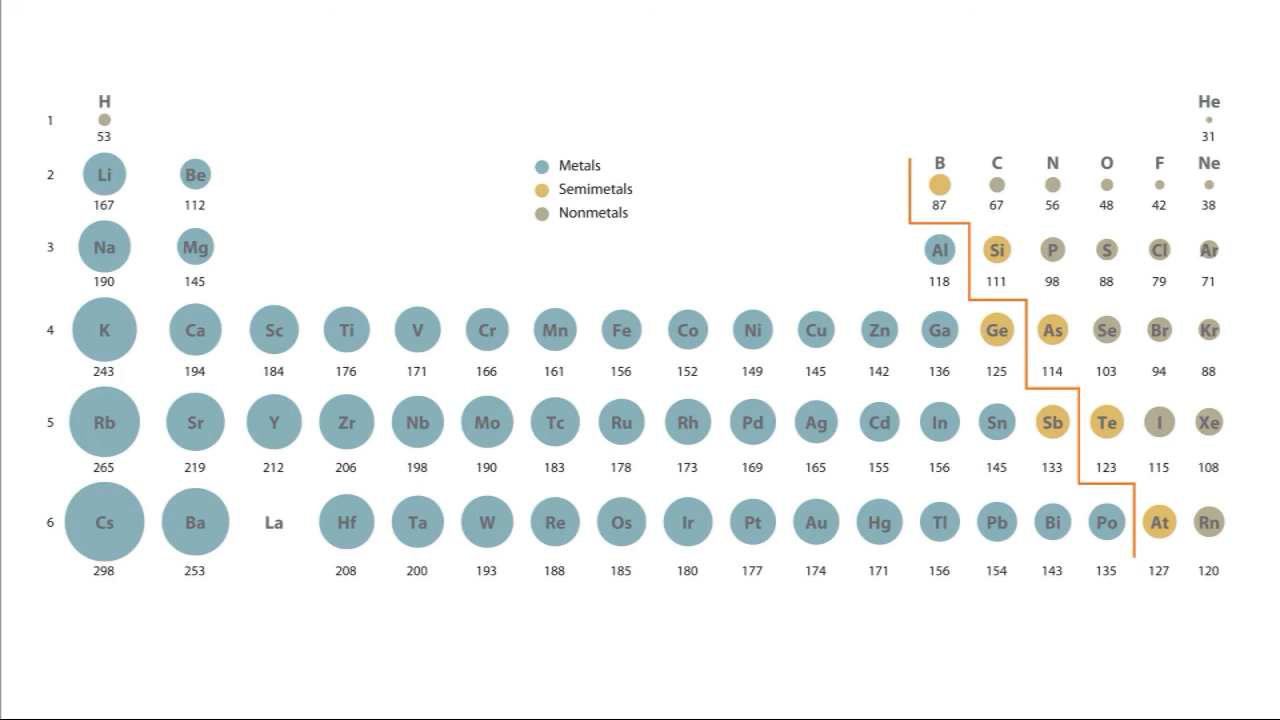 H He
1
53 31
Metals
Semimetals
Nonmetals
B C N O F Ne
2 Li Be
167 112 87 67 56 48 42 38
3 Na Mg Al Si P S Cl Ar
190 145 118 111 98 88 79 71
4 K Ca Sc Ti V Cr Mn Fe Co Ni Cu Zn Ga Ge As Se Br Kr
243 194 184 176 171 166 161 156 152 149 145 142 136 125 114 103 94 88
5 Rb Sr Y Zr Nb Mo Tc Ru Rh Pd Ag Cd In Sn Sb Te I Xe
265 219 212 206 198 190 183 178 173 169 165 155 156 145 133 123 115 108
6 Cs Ba La Hf Ta W Re Os Ir Pt Au Hg Tl Pb Bi Po At Rn
298 253 208 200 193 188 185 180 177 174 171 156 154 143 135 127 120